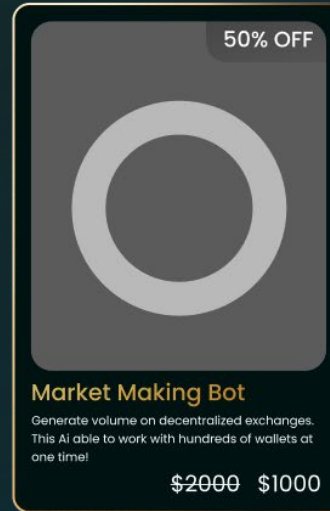 50% OFF
Market Making Bot
Generate volume on decentralized exchanges.
This Ai able to work with hundreds of wallets at
one time!
$2000 $1000